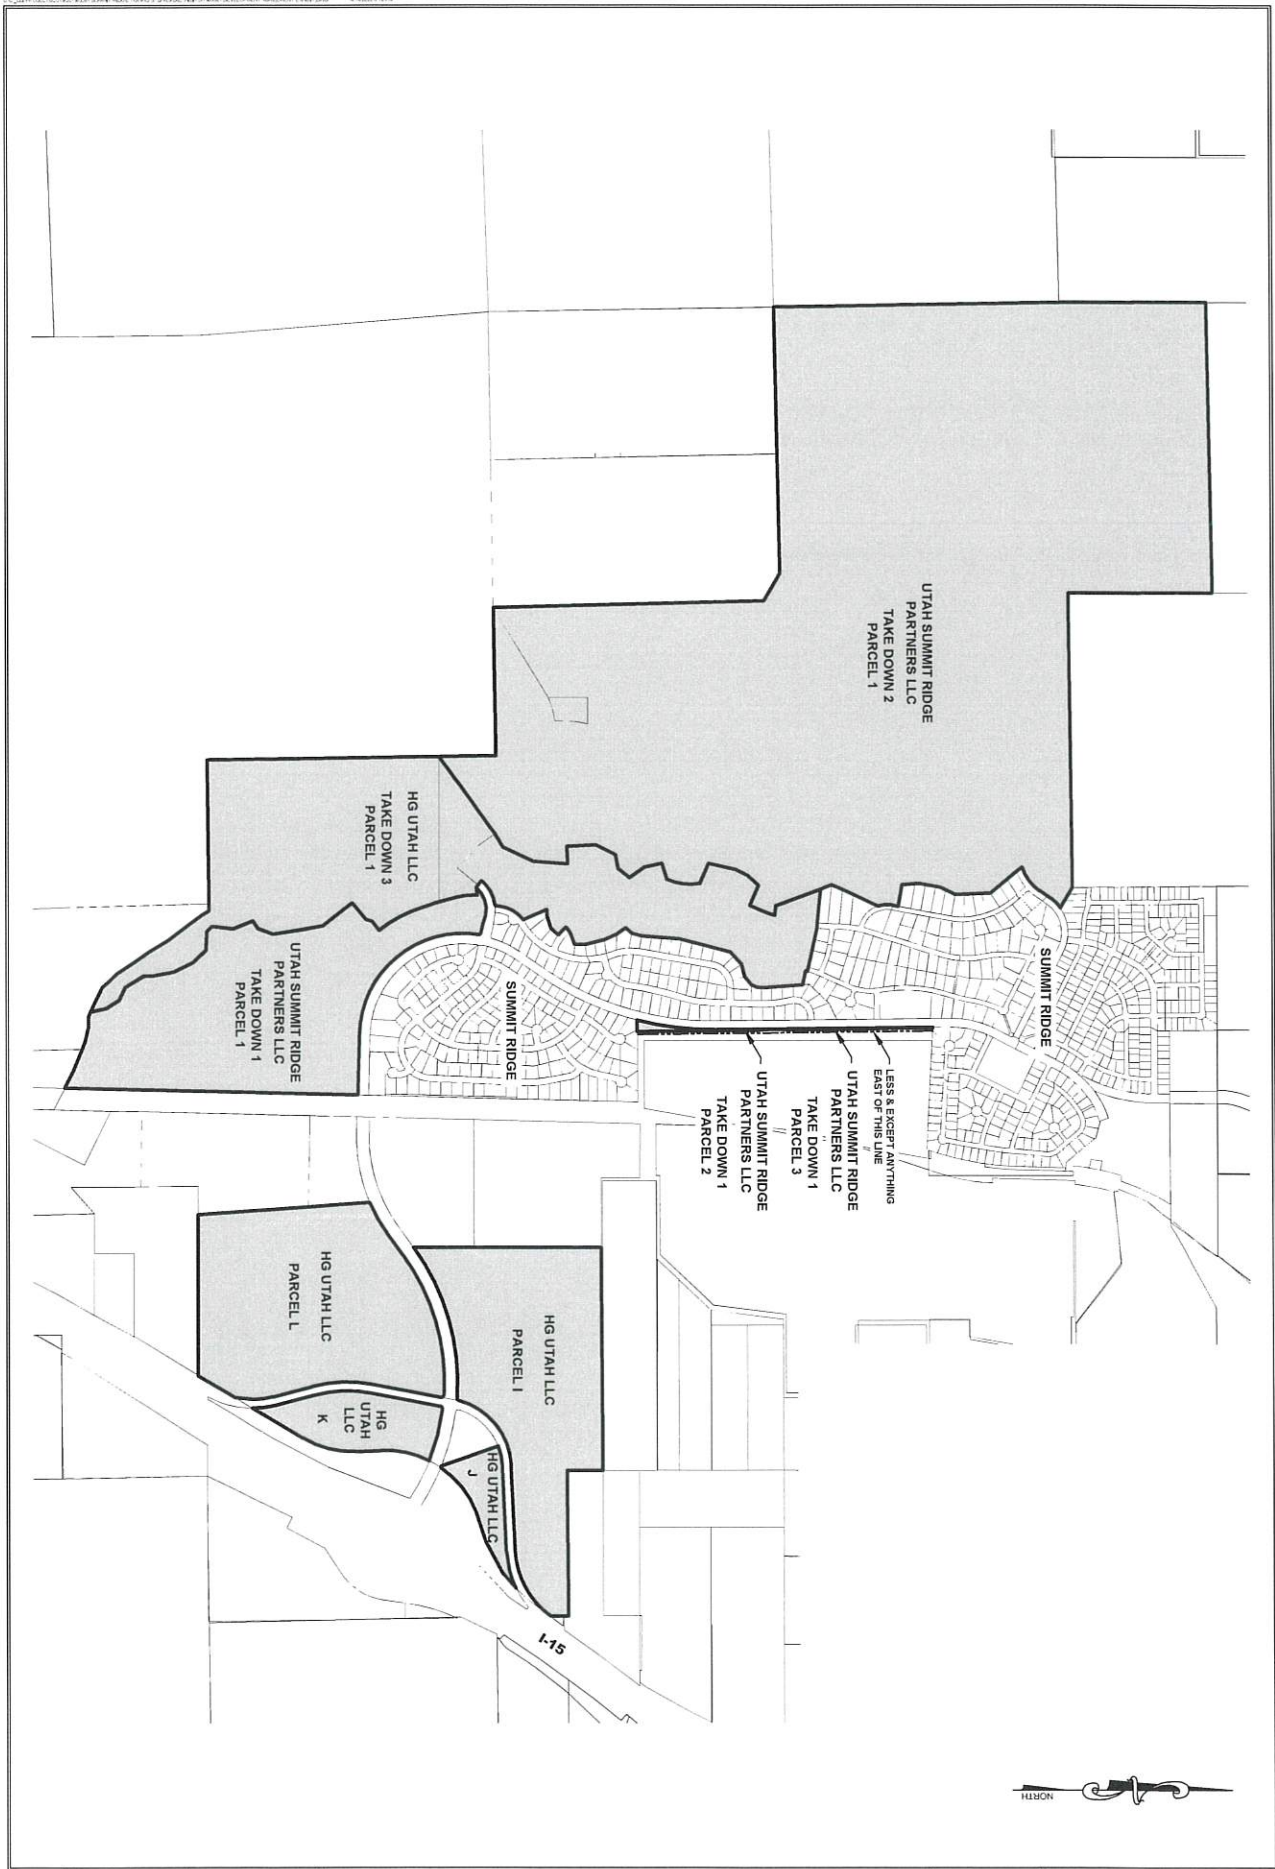 UTAH SUMMIT RIDGE
PARTNERS LLC
TAKE DOWN 2
PARCEL 1
HG UTAH LLC
TAKE DOWN 3
PARCEL 1
UTAH SUMMIT RIDGE
PARTNERS LLC
TAKE DOWN 1
PARCEL 1
SUMMIT RIDGE
SUMMIT RIDGE
LESS & EXCEPT ANYTHING
EAST OF THIS LINE
UTAH SUMMIT RIDGE
PARTNERS LLC
TAKE DOWN 1
PARCEL 3
UTAH SUMMIT RIDGE
PARTNERS LLC
TAKE DOWN 1
PARCEL 2
HG UTAH LLC
PARCEL L
HG UTAH LLC
PARCEL I
HG
UTAH
LLC
K
HG UTAH LLC
J
I-15
NORTH